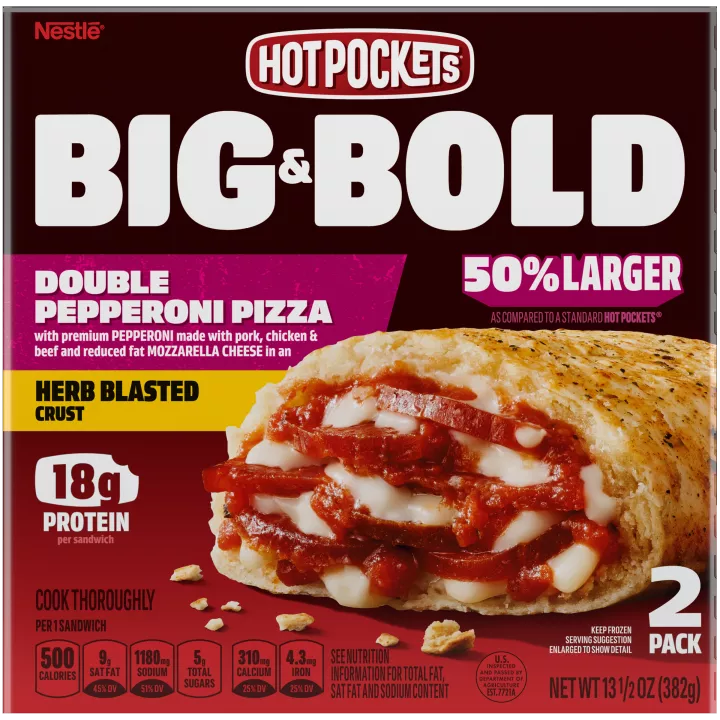 Nestlé®
HOT POCKETS®
BIG & BOLD
DOUBLE
PEPPERONI PIZZA
with premium PEPPERONI made with pork, chicken &
beef and reduced fat MOZZARELLA CHEESE in an
HERB BLASTED
CRUST
50% LARGER
AS COMPARED TO A STANDARD HOT POCKETS®
18g
PROTEIN
per sandwich
COOK THOROUGHLY
PER 1 SANDWICH
500
CALORIES
9g
SAT FAT
45% DV
1180mg
SODIUM
51% DV
5g
TOTAL
SUGARS
310mg
CALCIUM
25% DV
4.3mg
IRON
25% DV
SEE NUTRITION
INFORMATION FOR TOTAL FAT,
SAT FAT AND SODIUM CONTENT
U.S.
INSPECTED
AND PASSED BY
DEPARTMENT OF
AGRICULTURE
EST. 7721A
KEEP FROZEN
SERVING SUGGESTION
ENLARGED TO SHOW DETAIL
2
PACK
NET WT 13 1/2 OZ (382g)